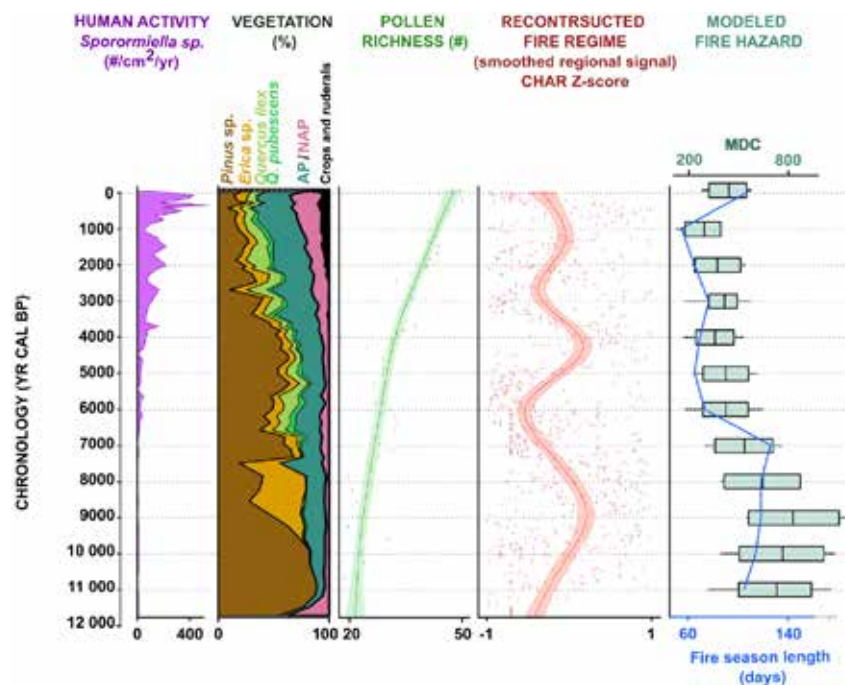 HUMAN ACTIVITY
Sporormiella sp.
(#/cm²/yr)
VEGETATION
(%)
Pinus sp.
Erica sp.
Quercus ilex
Q. pubescens
AP/NAP
Crops and ruderals
POLLEN
RICHNESS (#)
RECONTRSUCTED
FIRE REGIME
(smoothed regional signal)
CHAR Z-score
MODELED
FIRE HAZARD
MDC
200 800
CHRONOLOGY (YR CAL BP)
0
1000
2000
3000
4000
5000
6000
7000
8000
9000
10 000
11 000
12 000
0 400
0 100
20 50
-1 1
60 140
Fire season length
(days)